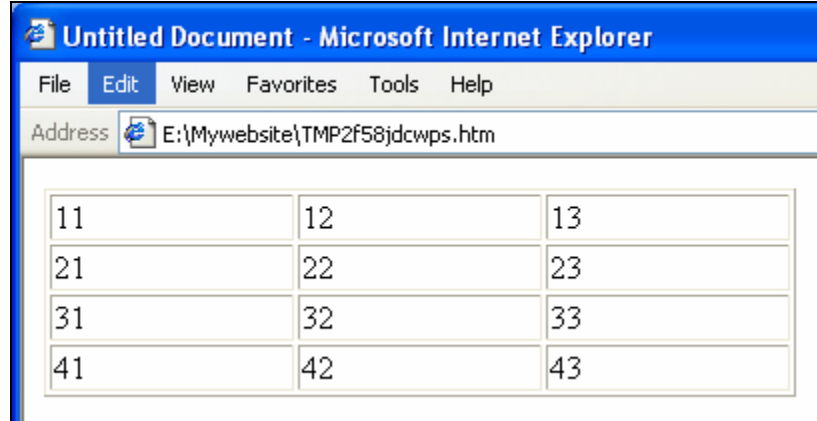 Untitled Document - Microsoft Internet Explorer
File Edit View Favorites Tools Help
Address E:\Mywebsite\TMP2f58jdcwps.htm
11 12 13
21 22 23
31 32 33
41 42 43